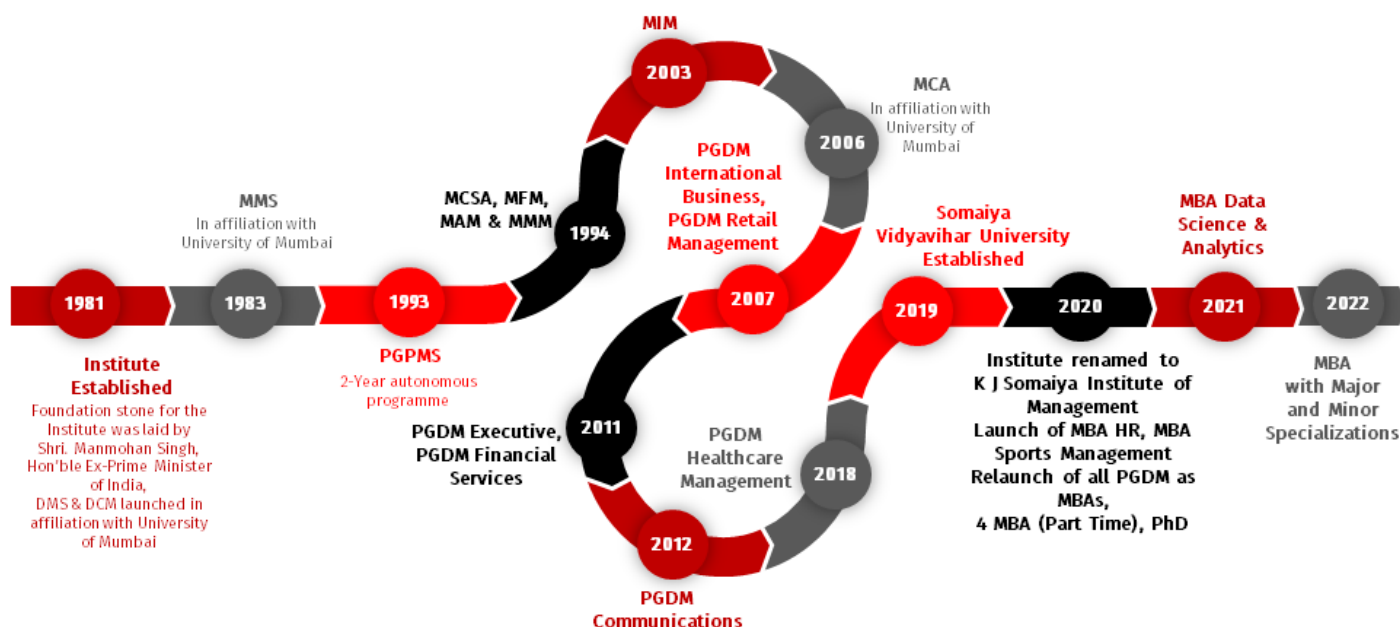 1981
Institute
Established
Foundation stone for the
Institute was laid by
Shri. Manmohan Singh,
Hon'ble Ex-Prime Minister
of India,
DMS & DCM launched in
affiliation with University
of Mumbai
MMS
In affiliation with
University of Mumbai
1983
1993
PGPMS
2-Year autonomous
programme
MCSA, MFM,
MAM & MMM
1994
MIM
2003
MCA
In affiliation with
University of
Mumbai
2006
PGDM
International
Business,
PGDM Retail
Management
2007
2011
PGDM Executive,
PGDM Financial
Services
2012
PGDM
Communications
PGDM
Healthcare
Management
2018
Somaiya
Vidyavihar University
Established
2019
2020
Institute renamed to
K J Somaiya Institute of
Management
Launch of MBA HR, MBA
Sports Management
Relaunch of all PGDM as
MBAs,
4 MBA (Part Time), PhD
MBA Data
Science &
Analytics
2021
2022
MBA
with Major
and Minor
Specializations